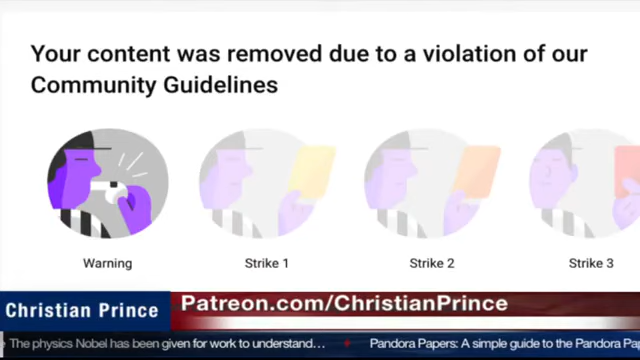 Your content was removed due to a violation of our
Community Guidelines
Warning
Strike 1
Strike 2
Strike 3
Christian Prince
Patreon.com/ChristianPrince
The physics Nobel has been given for work to understand…
Pandora Papers: A simple guide to the Pandora Pap